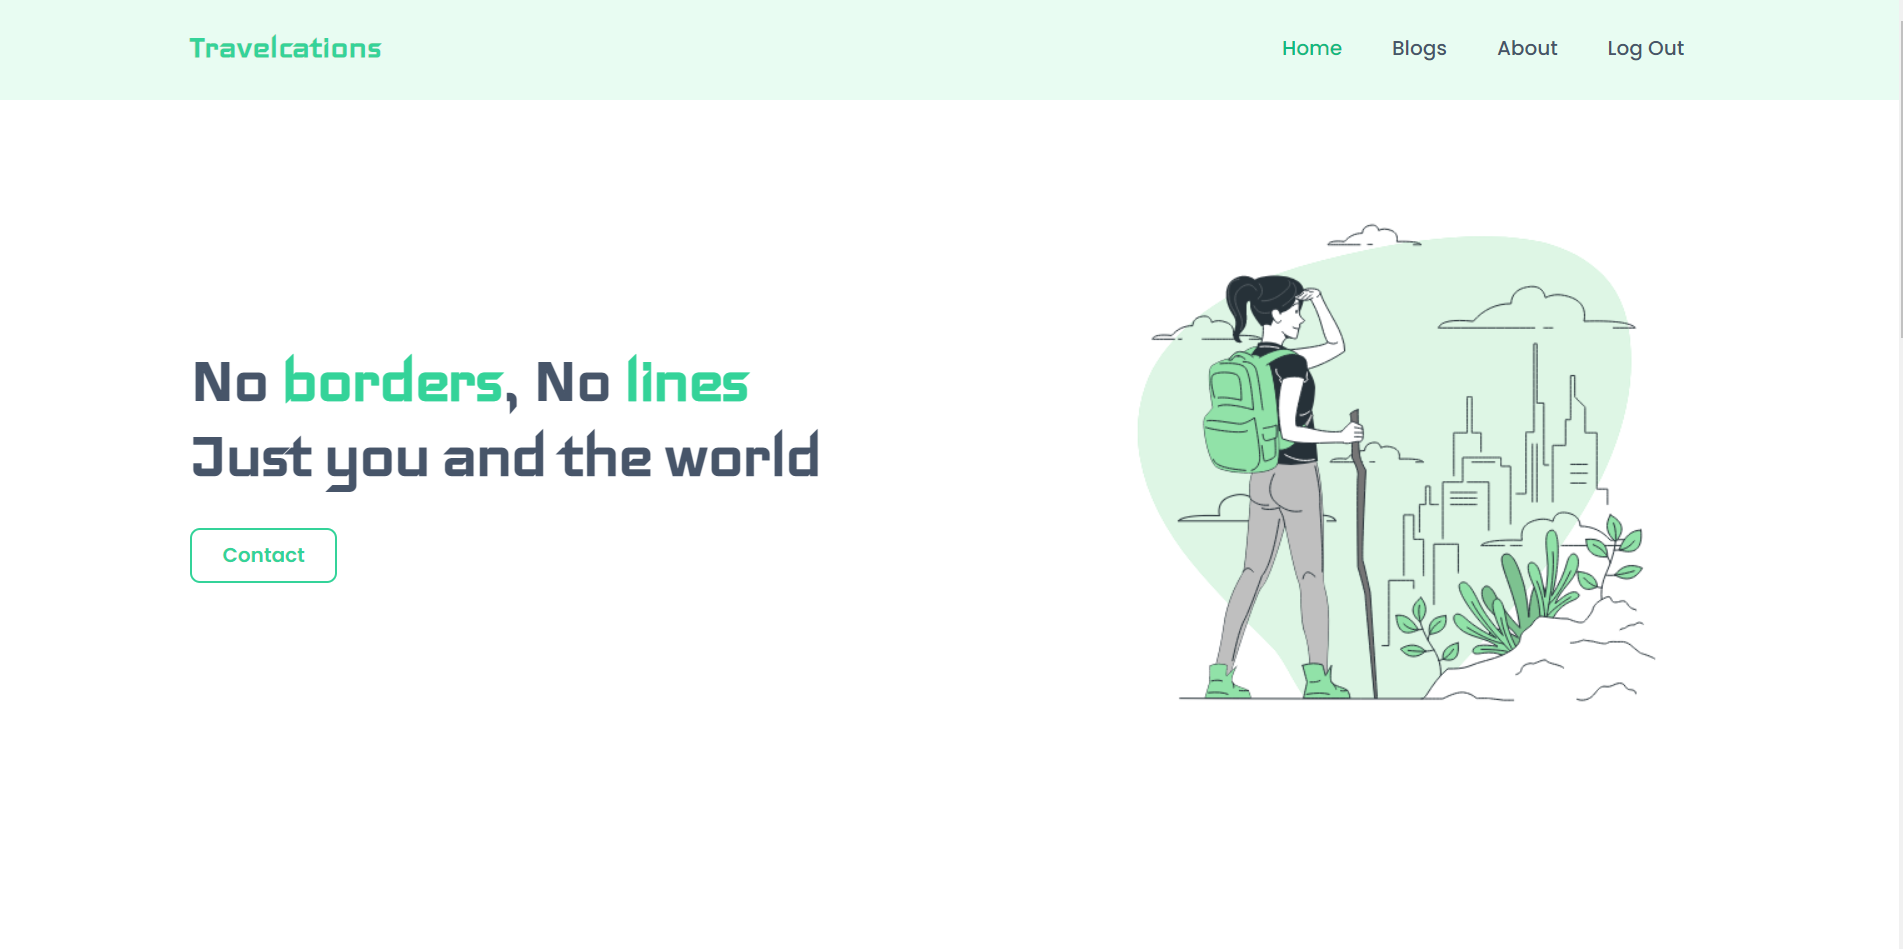 Travelcations
Home Blogs About Log Out
No borders, No lines
Just you and the world
Contact